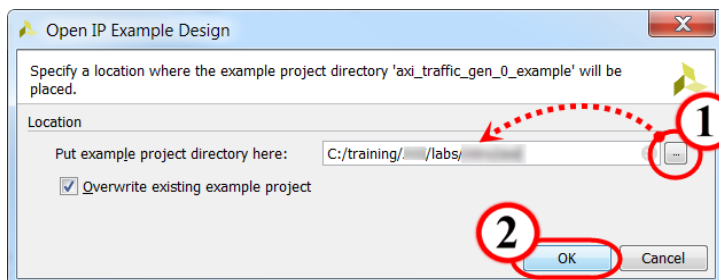 Open IP Example Design
X
Specify a location where the example project directory 'axi_traffic_gen_0_example' will be
placed.
1
Location
Put example project directory here: C:/training/. /labs/ ...
Overwrite existing example project
2
OK Cancel